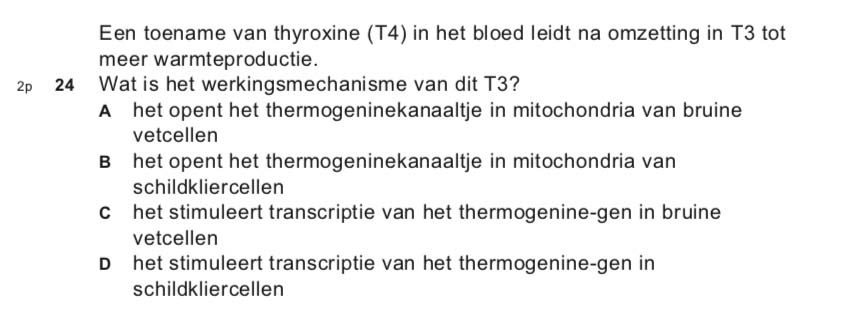 Een toename van thyroxine (T4) in het bloed leidt na omzetting in T3 tot
meer warmteproductie.
2p 24 Wat is het werkingsmechanisme van dit T3?
A het opent het thermogeninekanaaltje in mitochondria van bruine
vetcellen
B het opent het thermogeninekanaaltje in mitochondria van
schildkliercellen
C het stimuleert transcriptie van het thermogenine-gen in bruine
vetcellen
D het stimuleert transcriptie van het thermogenine-gen in
schildkliercellen